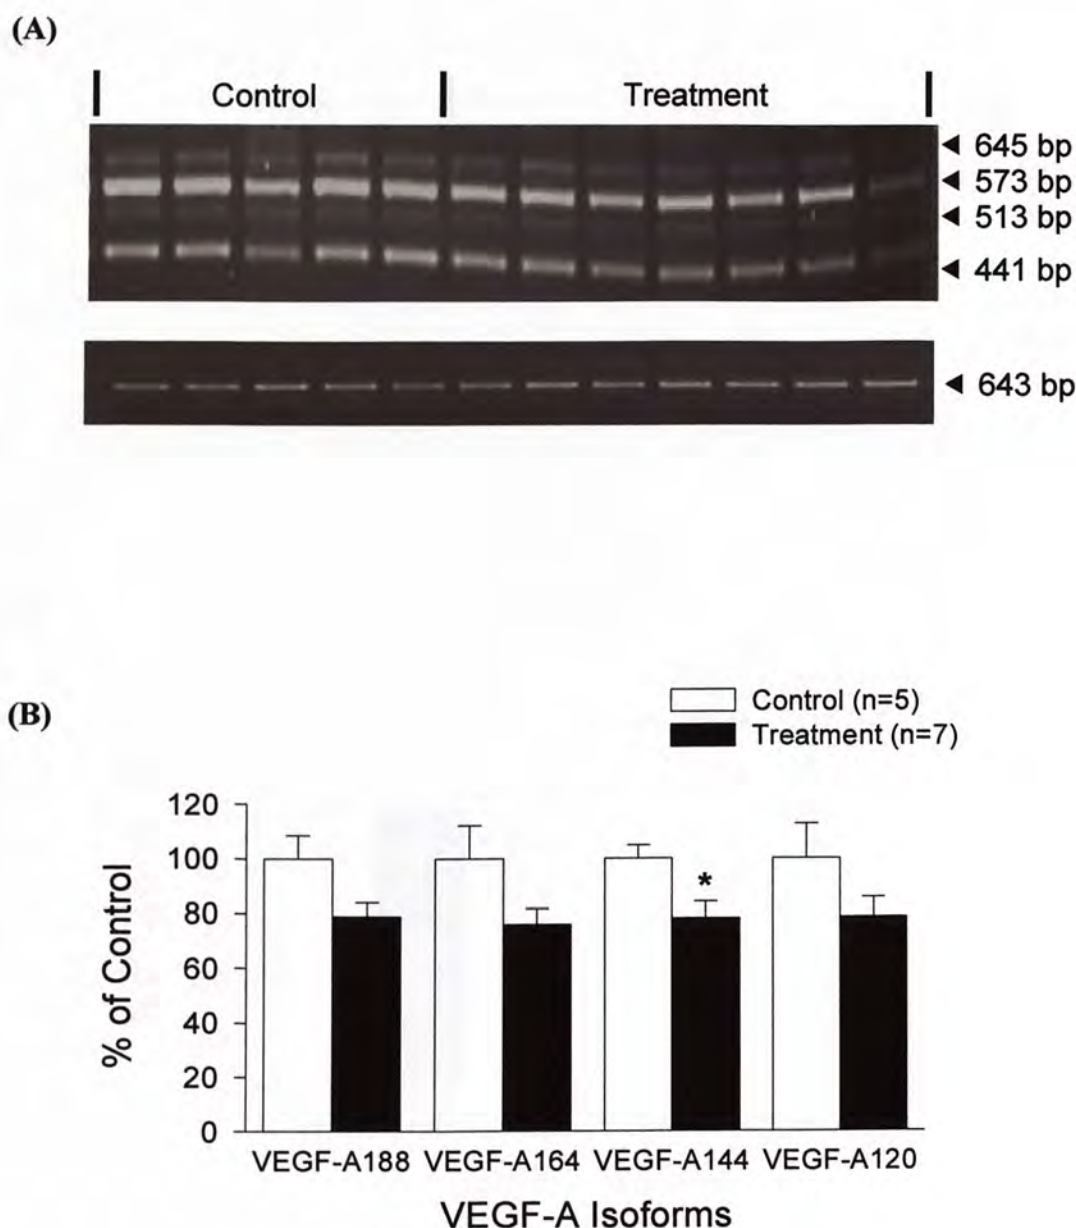 (A)
Control Treatment
◄ 645 bp
◄ 573 bp
◄ 513 bp
◄ 441 bp
◄ 643 bp
(B)
Control (n=5)
Treatment (n=7)
120
100
80
60
40
20
0
% of Control
*
VEGF-A188 VEGF-A164 VEGF-A144 VEGF-A120
VEGF-A Isoforms